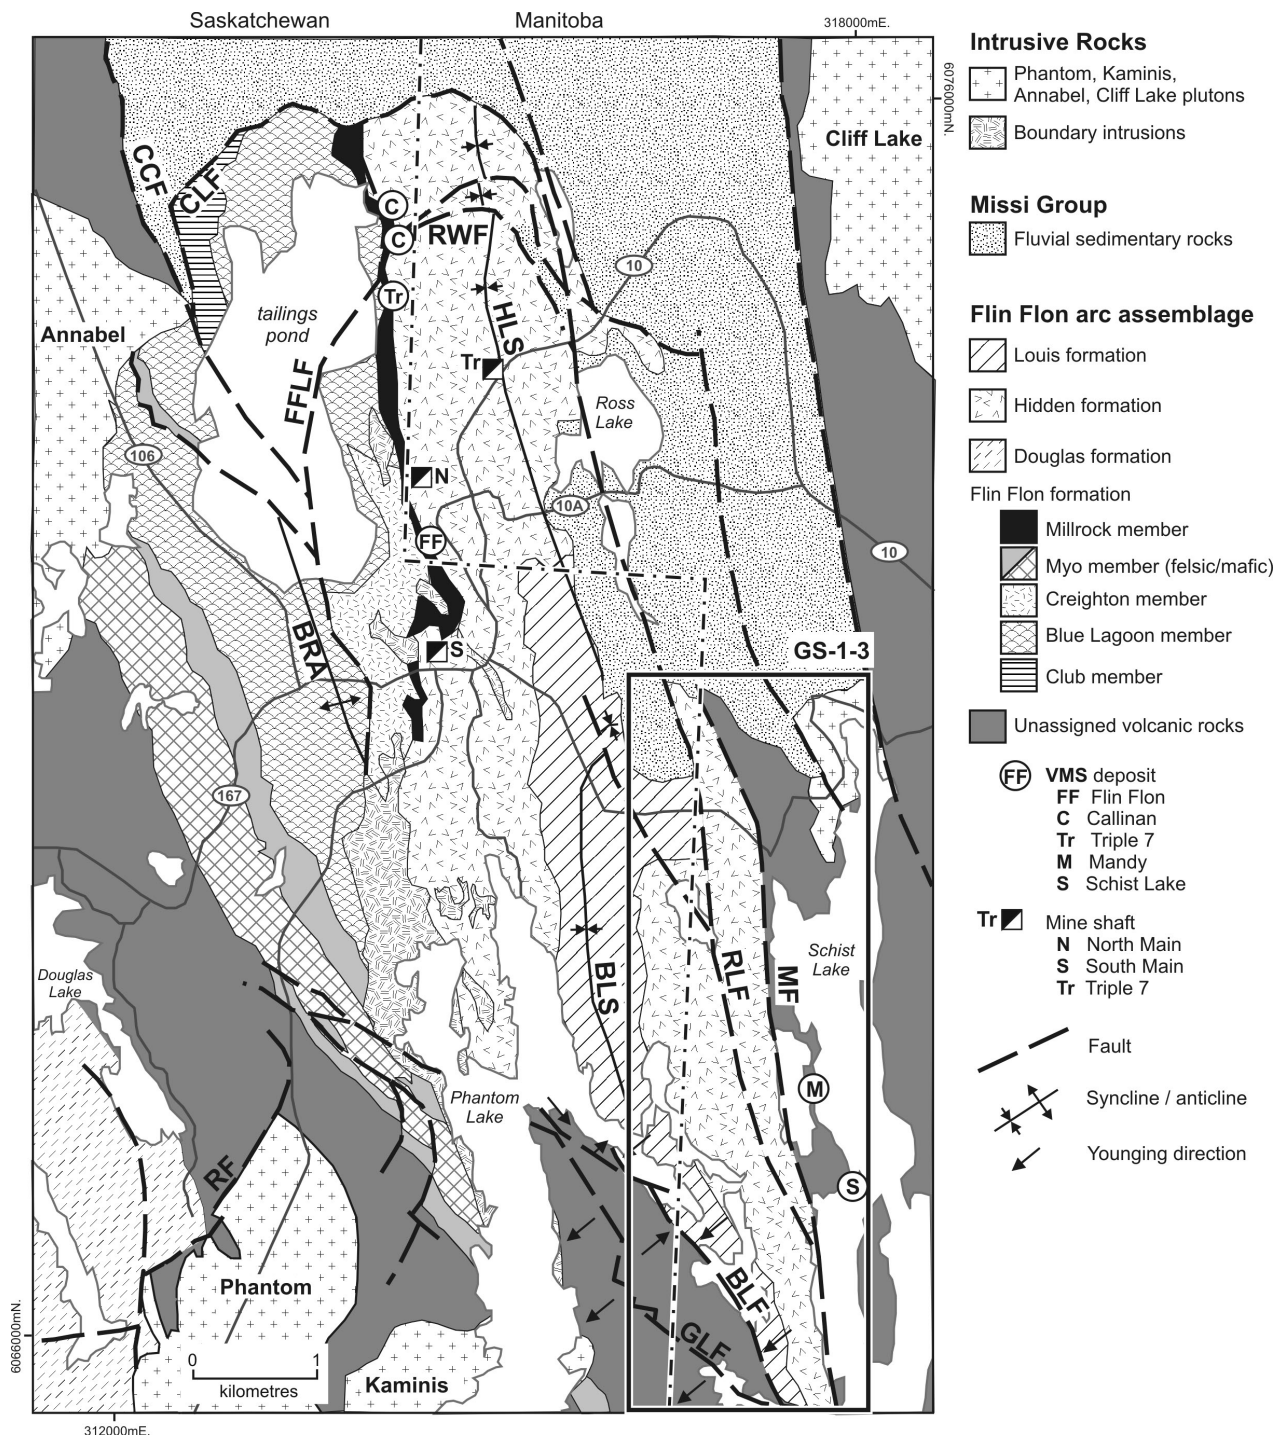 Saskatchewan
Manitoba
318000mE.
6076000mN.
Cliff Lake
CCF
CLF
C
C
RWF
Tr
10
tailings
pond
Annabel
FFLF
HLS
Tr
Ross
Lake
106
N
10A
FF
10
BRA
S
GS-1-3
167
Douglas
Lake
BLS
RLF
MF
Schist
Lake
M
Phantom
Lake
RF
S
Phantom
BLF
GLF
6066000mN.
0 1
kilometres
Kaminis
312000mE.
Intrusive Rocks
Phantom, Kaminis,
Annabel, Cliff Lake plutons
Boundary intrusions
Missi Group
Fluvial sedimentary rocks
Flin Flon arc assemblage
Louis formation
Hidden formation
Douglas formation
Flin Flon formation
Millrock member
Myo member (felsic/mafic)
Creighton member
Blue Lagoon member
Club member
Unassigned volcanic rocks
FF VMS deposit
FF Flin Flon
C Callinan
Tr Triple 7
M Mandy
S Schist Lake
Tr Mine shaft
N North Main
S South Main
Tr Triple 7
Fault
Syncline / anticline
Younging direction